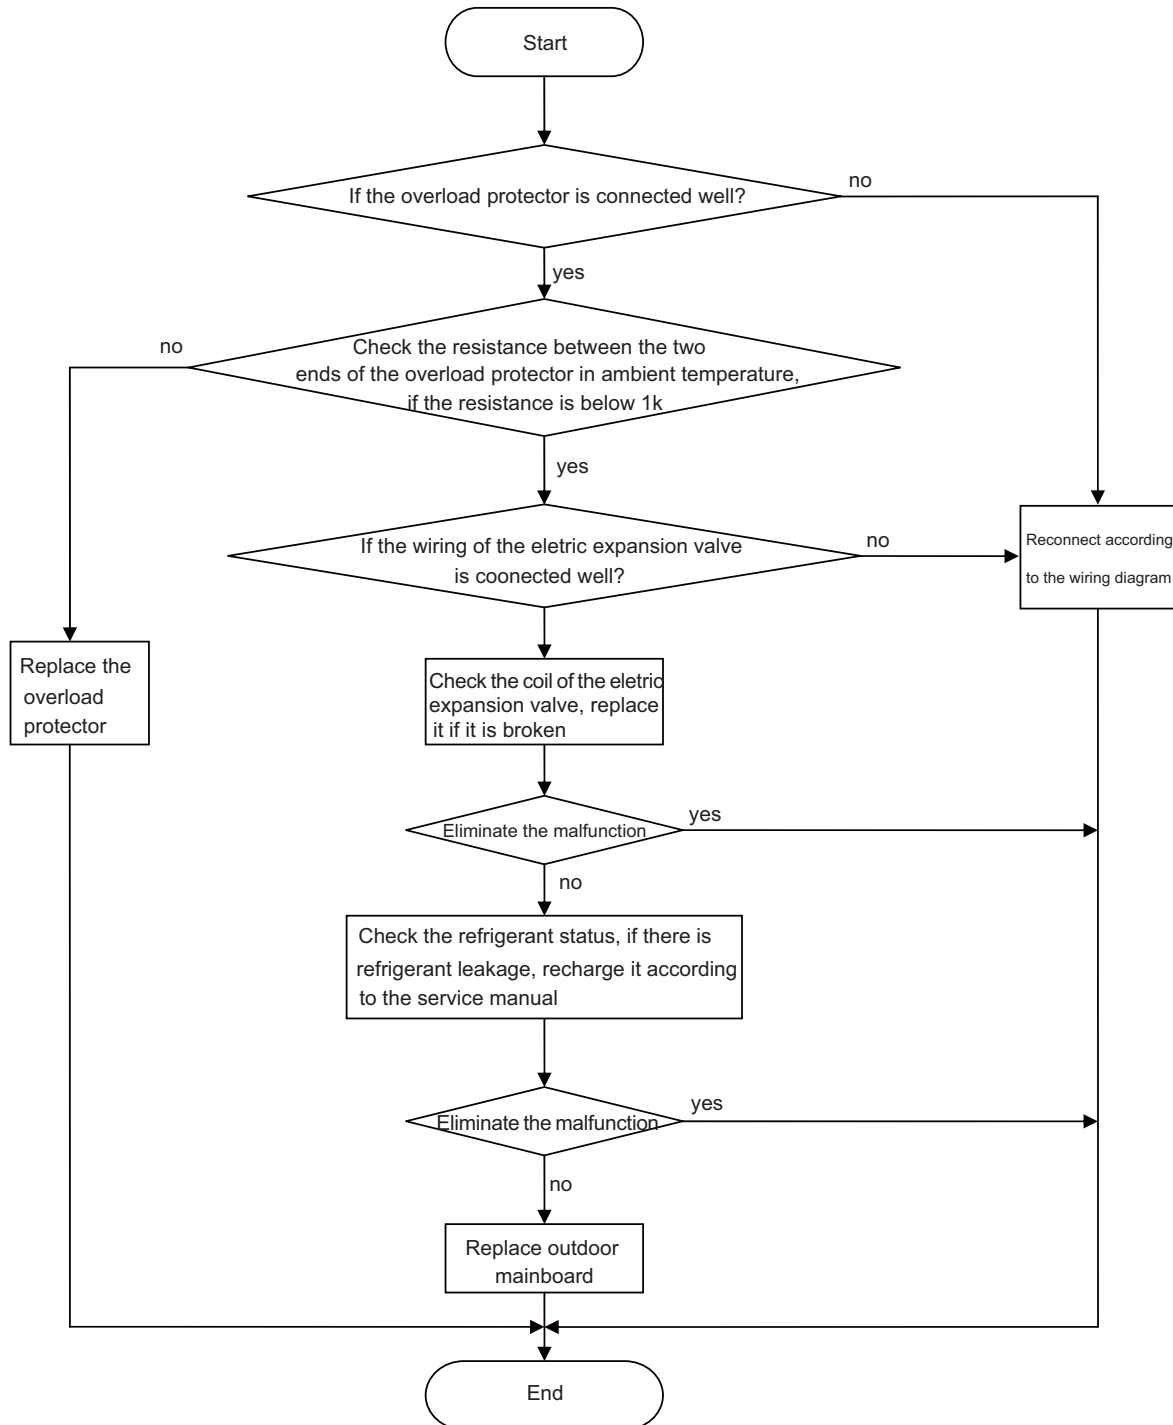 Start
If the overload protector is connected well?
no
yes
no
Check the resistance between the two
ends of the overload protector in ambient temperature,
if the resistance is below 1k
yes
If the wiring of the eletric expansion valve
is coonected well?
no
Reconnect according
to the wiring diagram
Replace the
overload
protector
Check the coil of the eletric
expansion valve, replace
it if it is broken
Eliminate the malfunction
yes
no
Check the refrigerant status, if there is
refrigerant leakage, recharge it according
to the service manual
Eliminate the malfunction
yes
no
Replace outdoor
mainboard
End